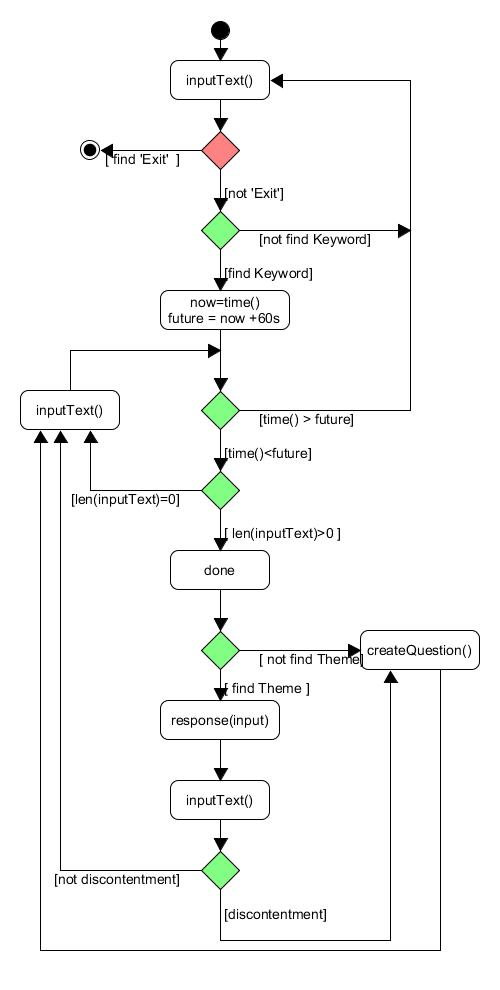 inputText()
[ find 'Exit'  ]
[not 'Exit']
[not find Keyword]
[find Keyword]
now=time()
future = now +60s
inputText()
[time() > future]
[time()<future]
[len(inputText)=0]
[ len(inputText)>0 ]
done
[ not find Theme]
createQuestion()
[ find Theme ]
response(input)
inputText()
[not discontentment]
[discontentment]